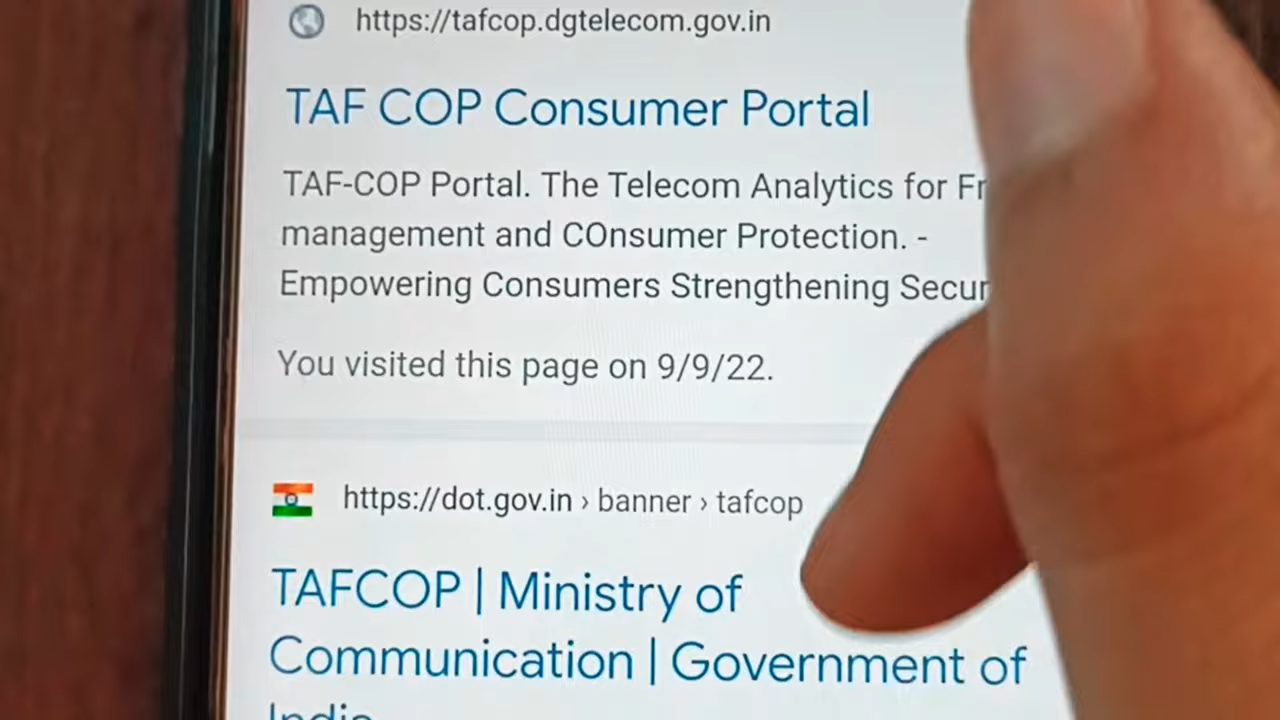 https://tafcop.dgtelecom.gov.in
TAF COP Consumer Portal
TAF-COP Portal. The Telecom Analytics for
management and COnsumer Protection. -
Empowering Consumers Strengthening
You visited this page on 9/9/22.
https://dot.gov.in › banner › tafcop
TAFCOP | Ministry of
Communication | Government of
India